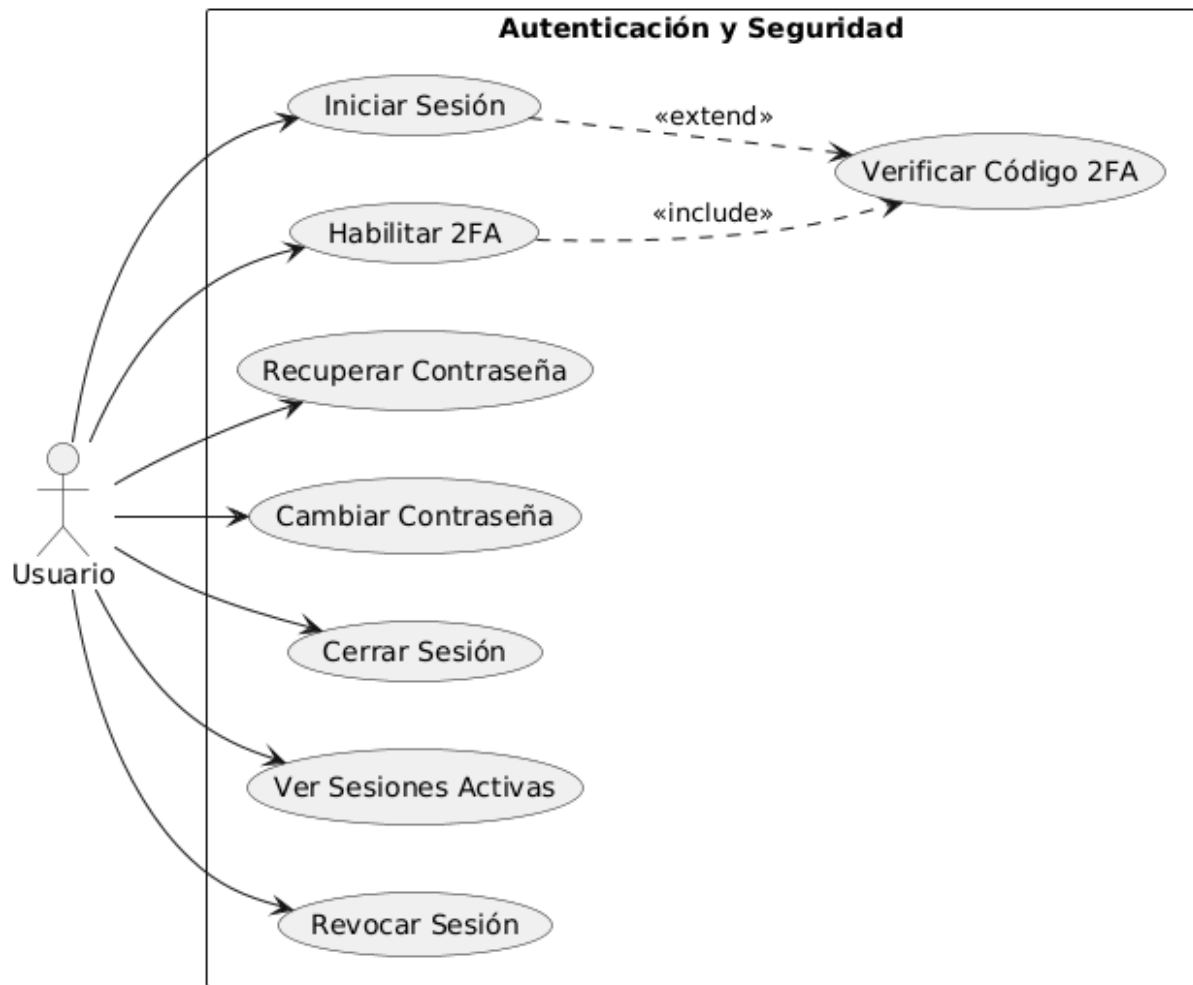 Autenticación y Seguridad
Iniciar Sesión
«extend»
Verificar Código 2FA
Habilitar 2FA
«include»
Recuperar Contraseña
Cambiar Contraseña
Usuario
Cerrar Sesión
Ver Sesiones Activas
Revocar Sesión